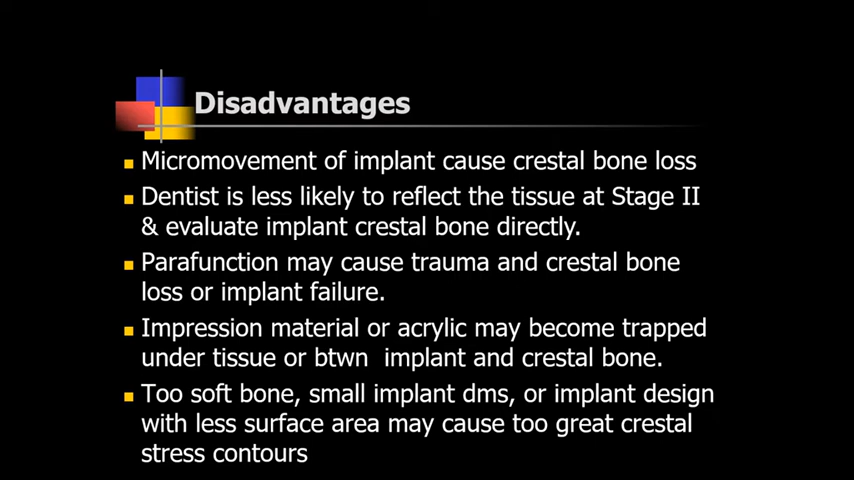 Disadvantages
Micromovement of implant cause crestal bone loss
Dentist is less likely to reflect the tissue at Stage II
& evaluate implant crestal bone directly.
Parafunction may cause trauma and crestal bone
loss or implant failure.
Impression material or acrylic may become trapped
under tissue or btwn  implant and crestal bone.
Too soft bone, small implant dms, or implant design
with less surface area may cause too great crestal
stress contours